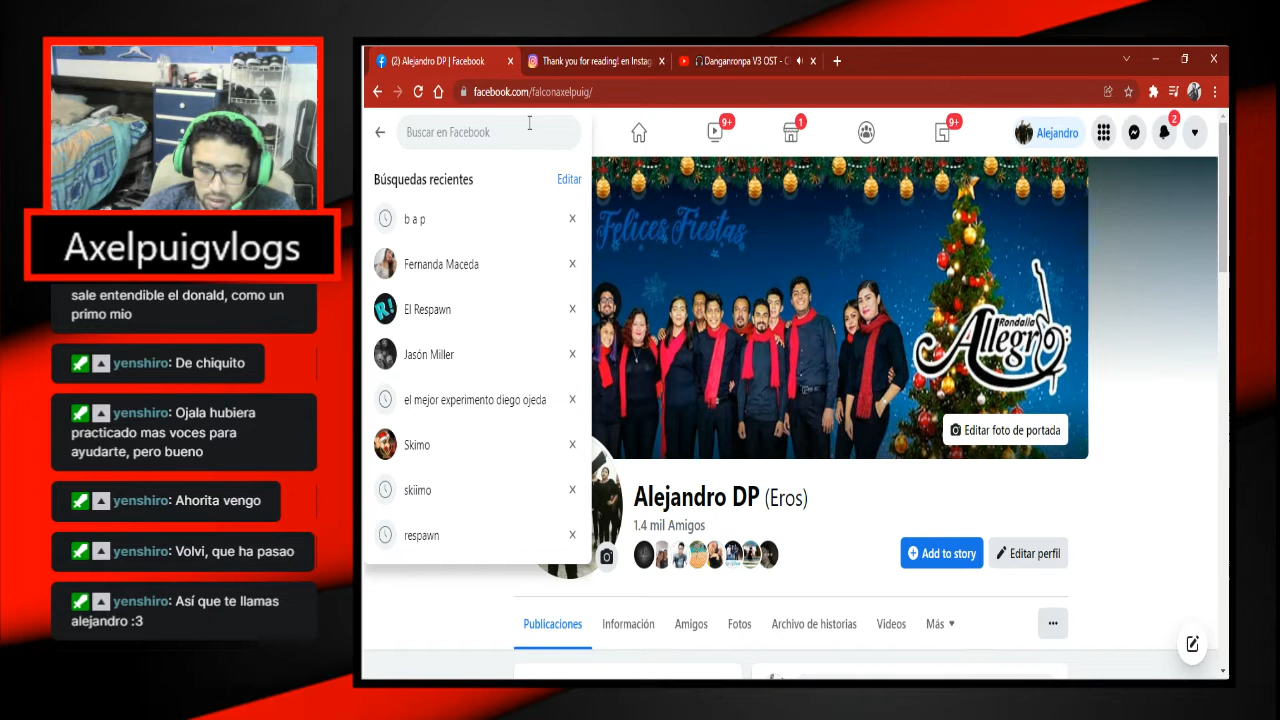 Axelpuigvlogs
sale entendible el donald, como un
primo mio
yenshiro: De chiquito
yenshiro: Ojala hubiera
practicado mas voces para
ayudarte, pero bueno
yenshiro: Ahorita vengo
yenshiro: Volvi, que ha pasao
yenshiro: Así que te llamas
alejandro :3
(2) Alejandro DP | Facebook
Thank you for reading! en Instag
Danganronpa V3 OST - C
facebook.com/falconaxelpuig/
Buscar en Facebook
9+
1
9+
Alejandro
2
Búsquedas recientes
Editar
b a p
Fernanda Maceda
R!
El Respawn
Jasón Miller
el mejor experimento diego ojeda
Skimo
skiimo
respawn
Felices Fiestas
Rondalla
Allegro
Editar foto de portada
Alejandro DP (Eros)
1.4 mil Amigos
Add to story
Editar perfil
Publicaciones
Información
Amigos
Fotos
Archivo de historias
Videos
Más